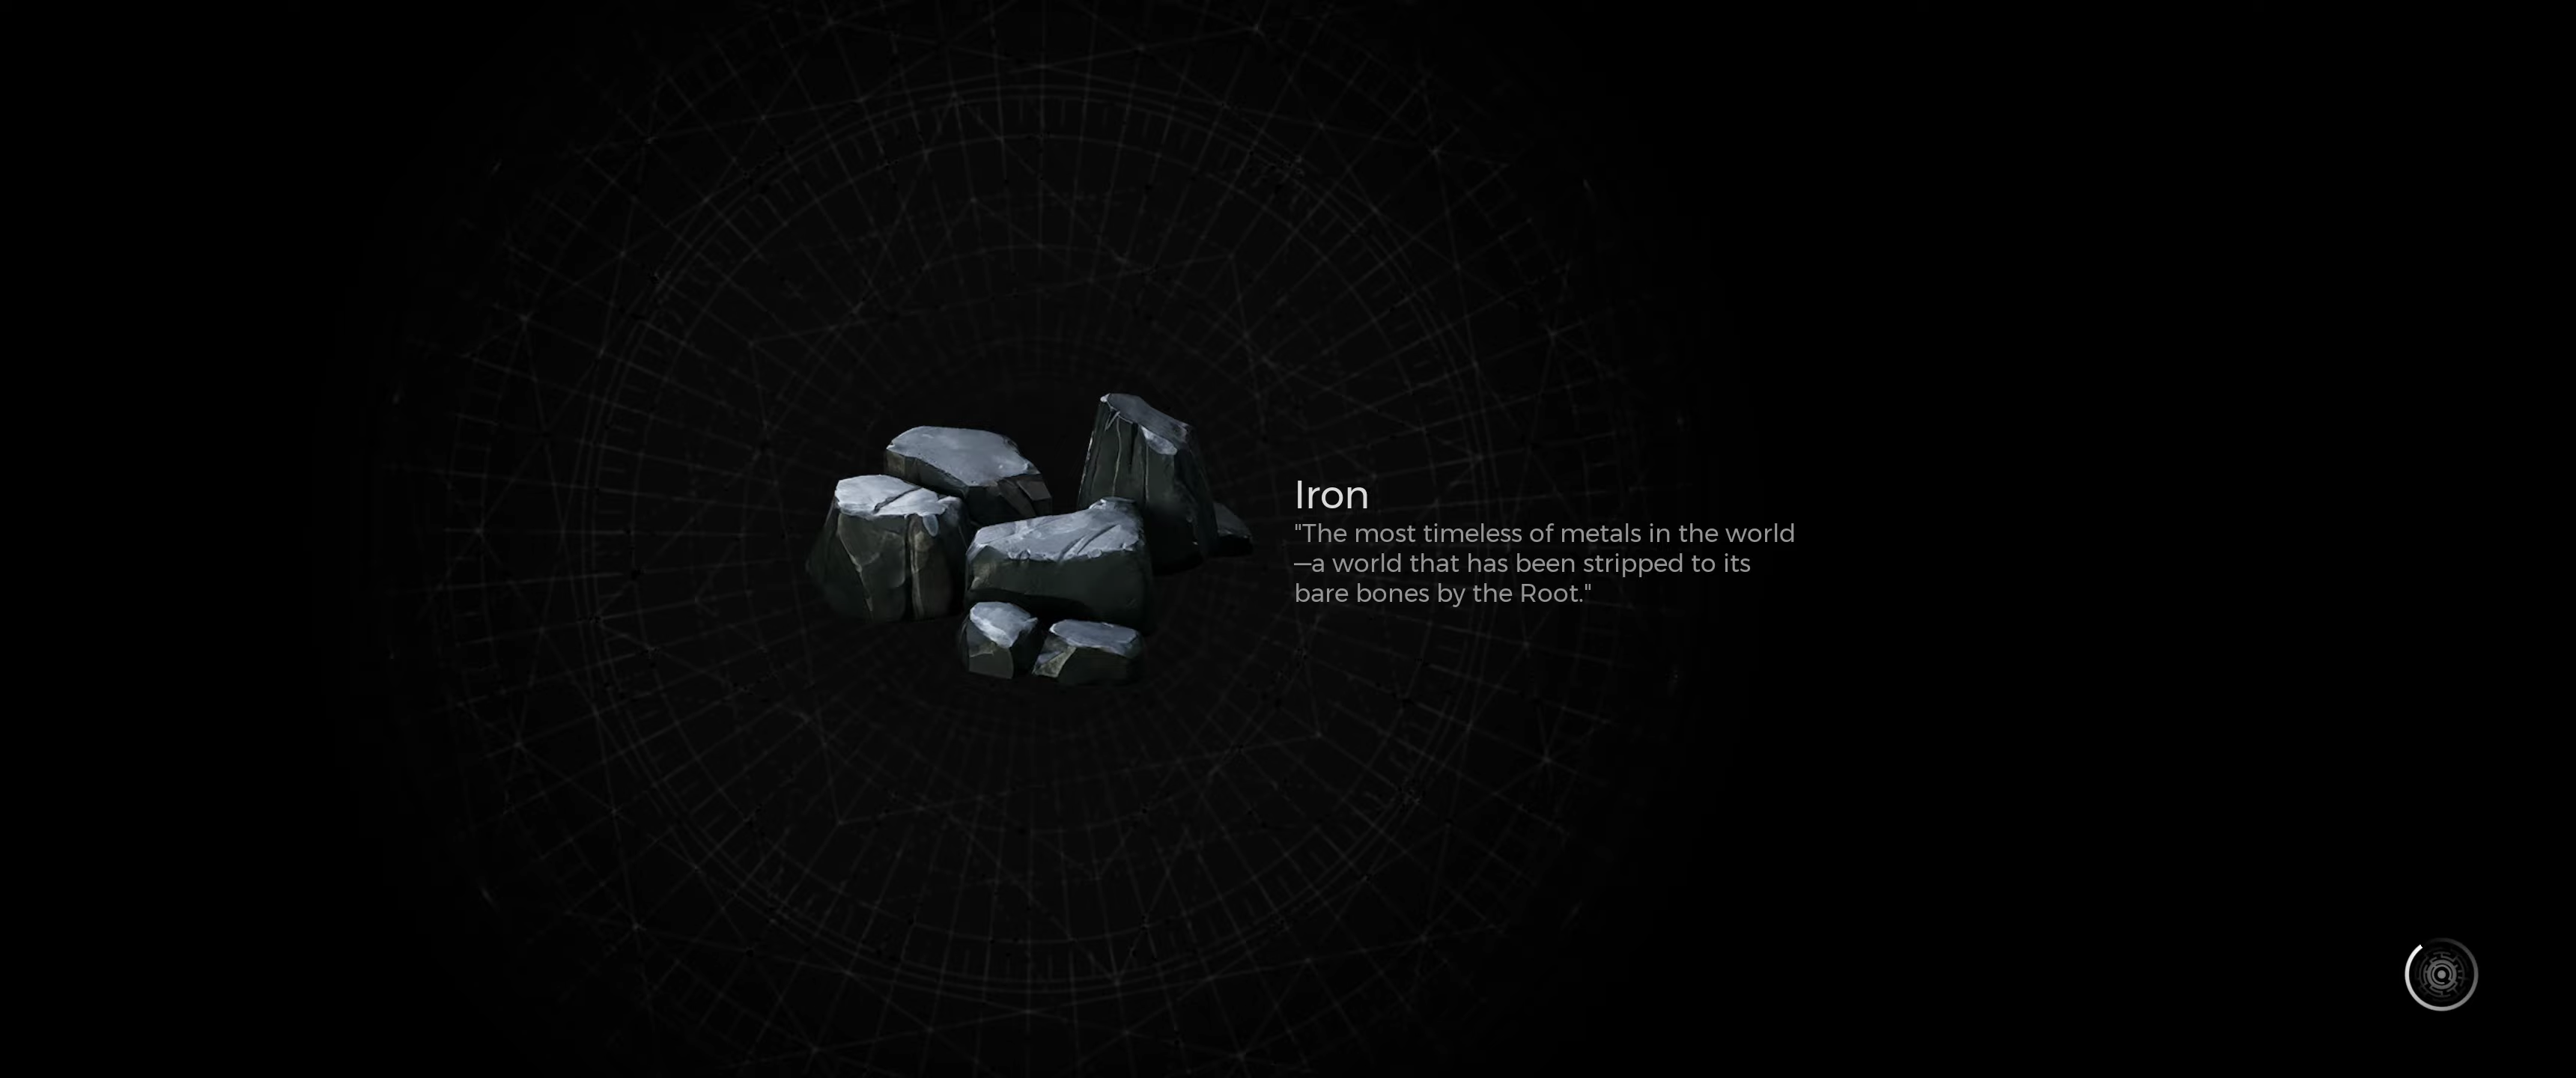 Iron
"The most timeless of metals in the world
—a world that has been stripped to its
bare bones by the Root."